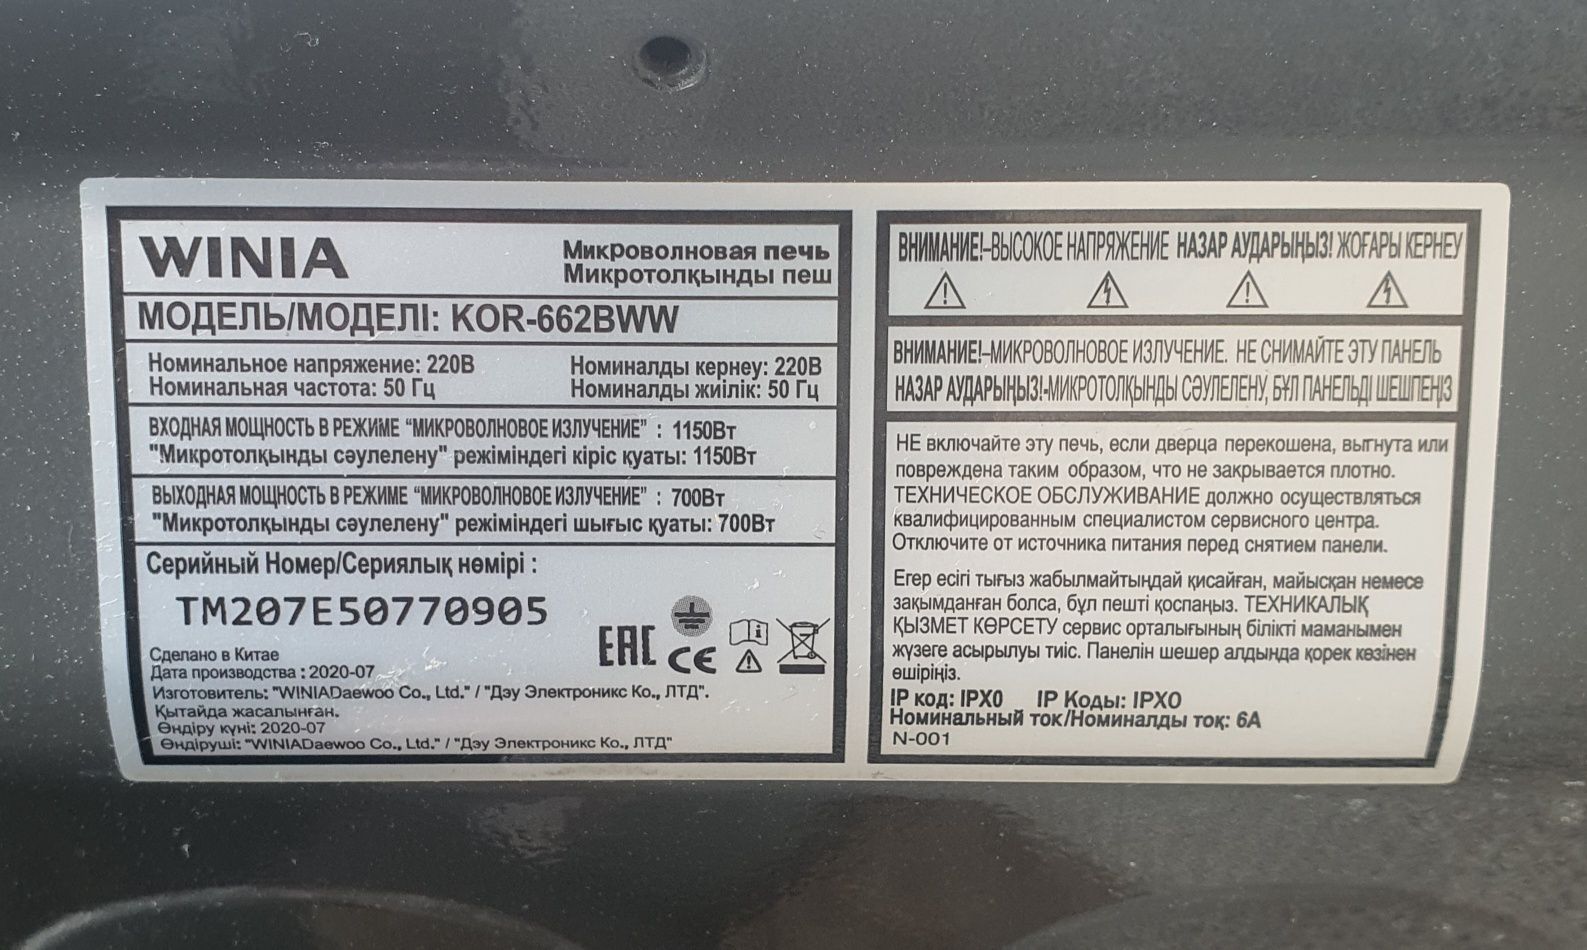 WINIA
Микроволновая печь
Микротолқынды пеш
МОДЕЛЬ/МОДЕЛІ: KOR-662BWW
Номинальное напряжение: 220В
Номинальная частота: 50 Гц
Номиналды кернеу: 220В
Номиналды жиілік: 50 Гц
ВХОДНАЯ МОЩНОСТЬ В РЕЖИМЕ “МИКРОВОЛНОВОЕ ИЗЛУЧЕНИЕ” : 1150Вт
"Микротолқынды сәулелену" режіміндегі кіріс қуаты: 1150Вт
ВЫХОДНАЯ МОЩНОСТЬ В РЕЖИМЕ “МИКРОВОЛНОВОЕ ИЗЛУЧЕНИЕ” : 700Вт
"Микротолқынды сәулелену" режіміндегі шығыс қуаты: 700Вт
Серийный Номер/Сериялық нөмірі :
TM207E50770905
EAC CE
Сделано в Китае
Дата производства : 2020-07
Изготовитель: "WINIADaewoo Co., Ltd." / "Дэу Электроникс Ко., ЛТД".
Қытайда жасалынған.
Өндіру күні: 2020-07
Өндіруші: "WINIADaewoo Co., Ltd." / "Дэу Электроникс Ко., ЛТД"
ВНИМАНИЕ!–ВЫСОКОЕ НАПРЯЖЕНИЕ НАЗАР АУДАРЫҢЫЗ! ЖОҒАРЫ КЕРНЕУ
ВНИМАНИЕ!–МИКРОВОЛНОВОЕ ИЗЛУЧЕНИЕ. НЕ СНИМАЙТЕ ЭТУ ПАНЕЛЬ
НАЗАР АУДАРЫҢЫЗ!-МИКРОТОЛҚЫНДЫ СӘУЛЕЛЕНУ, БҰЛ ПАНЕЛЬДІ ШЕШПЕҢІЗ
НЕ включайте эту печь, если дверца перекошена, вытнута или
повреждена таким образом, что не закрывается плотно.
ТЕХНИЧЕСКОЕ ОБСЛУЖИВАНИЕ должно осуществляться
квалифицированным специалистом сервисного центра.
Отключите от источника питания перед снятием панели.
Егер есігі тығыз жабылмайтындай қисайған, майысқан немесе
зақымданған болса, бұл пешті қоспаңыз. ТЕХНИКАЛЫҚ
ҚЫЗМЕТ КӨРСЕТУ сервис орталығының білікті маманымен
жүзеге асырылуы тиіс. Панелін шешер алдында қорек көзінен
өшіріңіз.
IP код: IPX0 IP Коды: IPXO
Номинальный ток/Номиналды тоқ: 6А
N-001